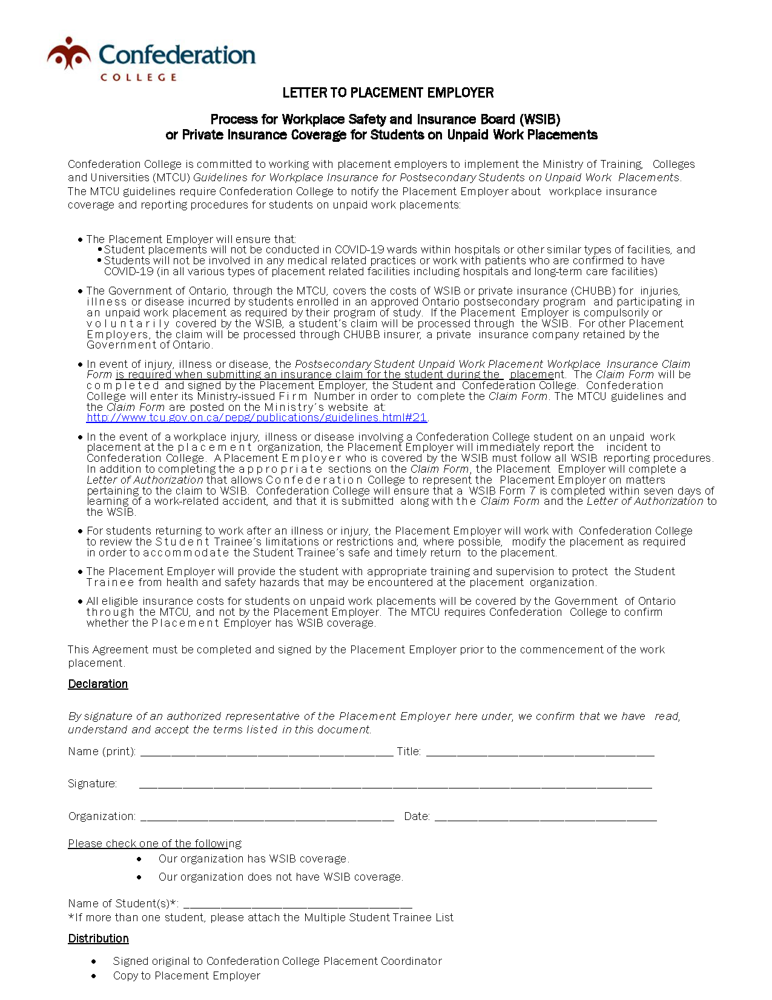 Confederation
COLLEGE
LETTER TO PLACEMENT EMPLOYER
Process for Workplace Safety and Insurance Board (WSIB)
or Private Insurance Coverage for Students on Unpaid Work Placements
Confederation College is committed to working with placement employers to implement the Ministry of Training, Colleges
and Universities (MTCU) Guidelines for Workplace Insurance for Postsecondary Students on Unpaid Work Placements.
The MTCU guidelines require Confederation College to notify the Placement Employer about workplace insurance
coverage and reporting procedures for students on unpaid work placements:
• The Placement Employer will ensure that:
• Student placements will not be conducted in COVID-19 wards within hospitals or other similar types of facilities, and
• Students will not be involved in any medical related practices or work with patients who are confirmed to have
COVID-19 (in all various types of placement related facilities including hospitals and long-term care facilities)
• The Government of Ontario, through the MTCU, covers the costs of WSIB or private insurance (CHUBB) for injuries,
illness or disease incurred by students enrolled in an approved Ontario postsecondary program and participating in
an unpaid work placement as required by their program of study. If the Placement Employer is compulsorily or
voluntarily covered by the WSIB, a student's claim will be processed through the WSIB. For other Placement
Employers, the claim will be processed through CHUBB insurer, a private insurance company retained by the
Government of Ontario.
• In event of injury, illness or disease, the Postsecondary Student Unpaid Work Placement Workplace Insurance Claim
Form is required when submitting an insurance claim for the student during the placement. The Claim Form will be
completed and signed by the Placement Employer, the Student and Confederation College. Confederation
College will enter its Ministry-issued Firm Number in order to complete the Claim Form. The MTCU guidelines and
the Claim Form are posted on the Ministry's website at:
http://www.tcu.gov.on.ca/pepg/publications/guidelines.html#21.
• In the event of a workplace injury, illness or disease involving a Confederation College student on an unpaid work
placement at the placement organization, the Placement Employer will immediately report the incident to
Confederation College. A Placement Employer who is covered by the WSIB must follow all WSIB reporting procedures.
In addition to completing the appropriate sections on the Claim Form, the Placement Employer will complete a
Letter of Authorization that allows Confederation College to represent the Placement Employer on matters
pertaining to the claim to WSIB. Confederation College will ensure that a WSIB Form 7 is completed within seven days of
learning of a work-related accident, and that it is submitted along with the Claim Form and the Letter of Authorization to
the WSIB.
• For students returning to work after an illness or injury, the Placement Employer will work with Confederation College
to review the Student Trainee's limitations or restrictions and, where possible, modify the placement as required
in order to accommodate the Student Trainee's safe and timely return to the placement.
• The Placement Employer will provide the student with appropriate training and supervision to protect the Student
Trainee from health and safety hazards that may be encountered at the placement organization.
• All eligible insurance costs for students on unpaid work placements will be covered by the Government of Ontario
through the MTCU, and not by the Placement Employer. The MTCU requires Confederation College to confirm
whether the Placement Employer has WSIB coverage.
This Agreement must be completed and signed by the Placement Employer prior to the commencement of the work
placement.
Declaration
By signature of an authorized representative of the Placement Employer here under, we confirm that we have read,
understand and accept the terms listed in this document.
Name (print): ______________________________________ Title: ___________________________________
Signature: ______________________________________________________________________________
Organization: ______________________________________ Date: __________________________________
Please check one of the following
• Our organization has WSIB coverage.
• Our organization does not have WSIB coverage.
Name of Student(s)*: ___________________________________
*If more than one student, please attach the Multiple Student Trainee List
Distribution
• Signed original to Confederation College Placement Coordinator
• Copy to Placement Employer